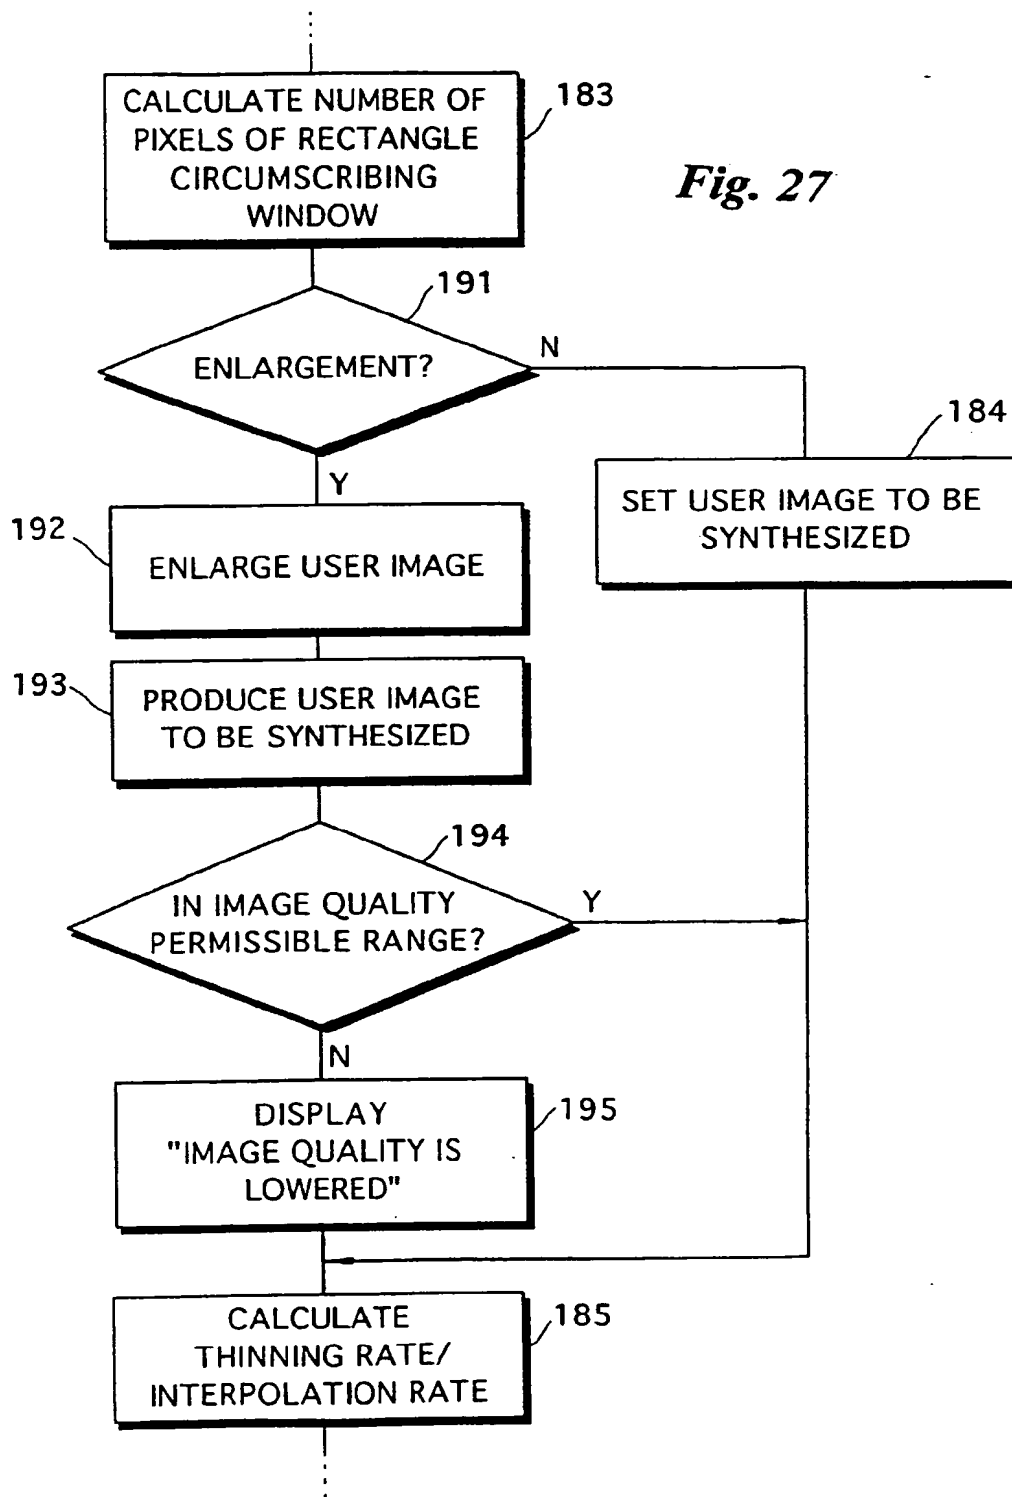 CALCULATE NUMBER OF
PIXELS OF RECTANGLE
CIRCUMSCRIBING
WINDOW
183
Fig. 27
191
ENLARGEMENT?
N
Y
184
SET USER IMAGE TO BE
SYNTHESIZED
192
ENLARGE USER IMAGE
193
PRODUCE USER IMAGE
TO BE SYNTHESIZED
194
IN IMAGE QUALITY
PERMISSIBLE RANGE?
Y
N
DISPLAY
"IMAGE QUALITY IS
LOWERED"
195
CALCULATE
THINNING RATE/
INTERPOLATION RATE
185